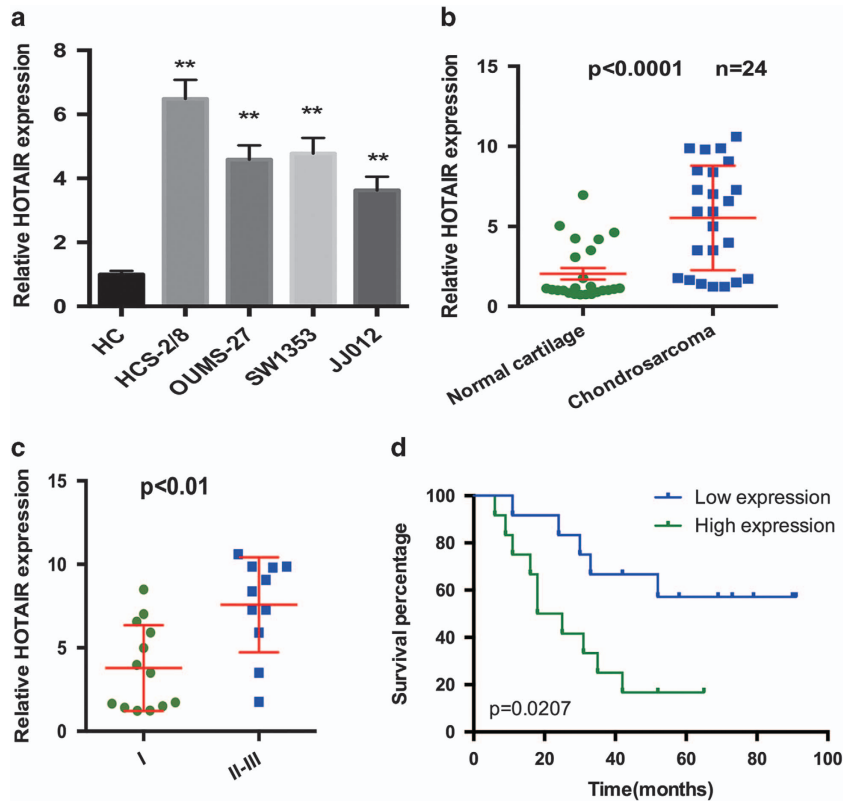 a
Relative HOTAIR expression
8
6
4
2
0
**
**
**
**
HC
HCS-2/8
OUMS-27
SW1353
JJ012
b
Relative HOTAIR expression
15
10
5
0
p<0.0001 n=24
Normal cartilage
Chondrosarcoma
c
Relative HOTAIR expression
15
10
5
0
p<0.01
I
II-III
d
Survival percentage
100
80
60
40
20
0
Low expression
High expression
p=0.0207
0 20 40 60 80 100
Time(months)